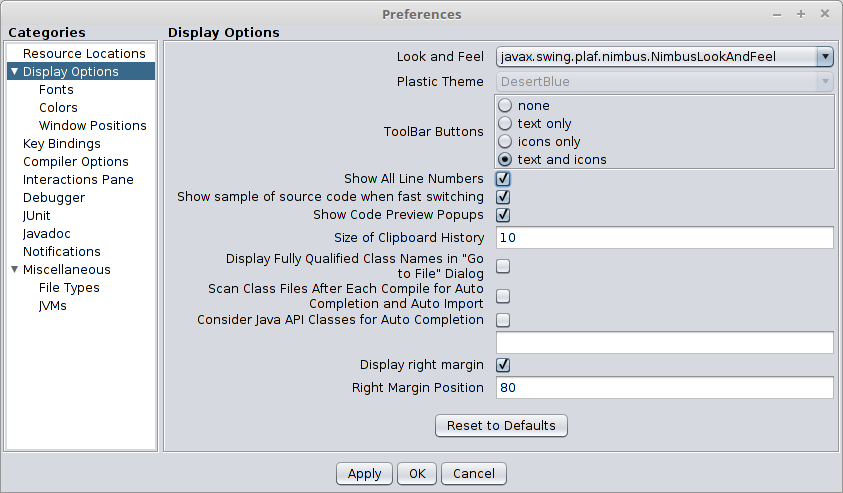 Preferences
Categories
Resource Locations
Display Options
Fonts
Colors
Window Positions
Key Bindings
Compiler Options
Interactions Pane
Debugger
JUnit
Javadoc
Notifications
Miscellaneous
File Types
JVMs
Display Options
Look and Feel javax.swing.plaf.nimbus.NimbusLookAndFeel
Plastic Theme DesertBlue
ToolBar Buttons
none
text only
icons only
text and icons
Show All Line Numbers
Show sample of source code when fast switching
Show Code Preview Popups
Size of Clipboard History 10
Display Fully Qualified Class Names in "Go
to File" Dialog
Scan Class Files After Each Compile for Auto
Completion and Auto Import
Consider Java API Classes for Auto Completion
Display right margin
Right Margin Position 80
Reset to Defaults
Apply OK Cancel